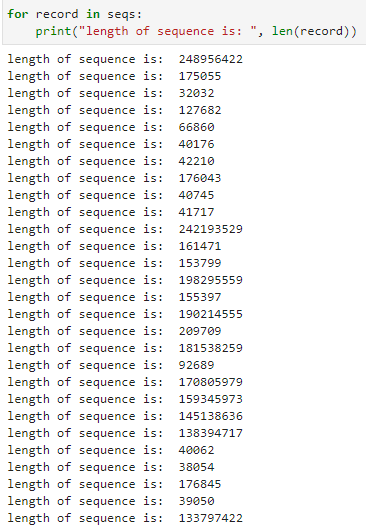 for record in seqs:
    print("length of sequence is: ", len(record))
length of sequence is:  248956422
length of sequence is:  175055
length of sequence is:  32032
length of sequence is:  127682
length of sequence is:  66860
length of sequence is:  40176
length of sequence is:  42210
length of sequence is:  176043
length of sequence is:  40745
length of sequence is:  41717
length of sequence is:  242193529
length of sequence is:  161471
length of sequence is:  153799
length of sequence is:  198295559
length of sequence is:  155397
length of sequence is:  190214555
length of sequence is:  209709
length of sequence is:  181538259
length of sequence is:  92689
length of sequence is:  170805979
length of sequence is:  159345973
length of sequence is:  145138636
length of sequence is:  138394717
length of sequence is:  40062
length of sequence is:  38054
length of sequence is:  176845
length of sequence is:  39050
length of sequence is:  133797422